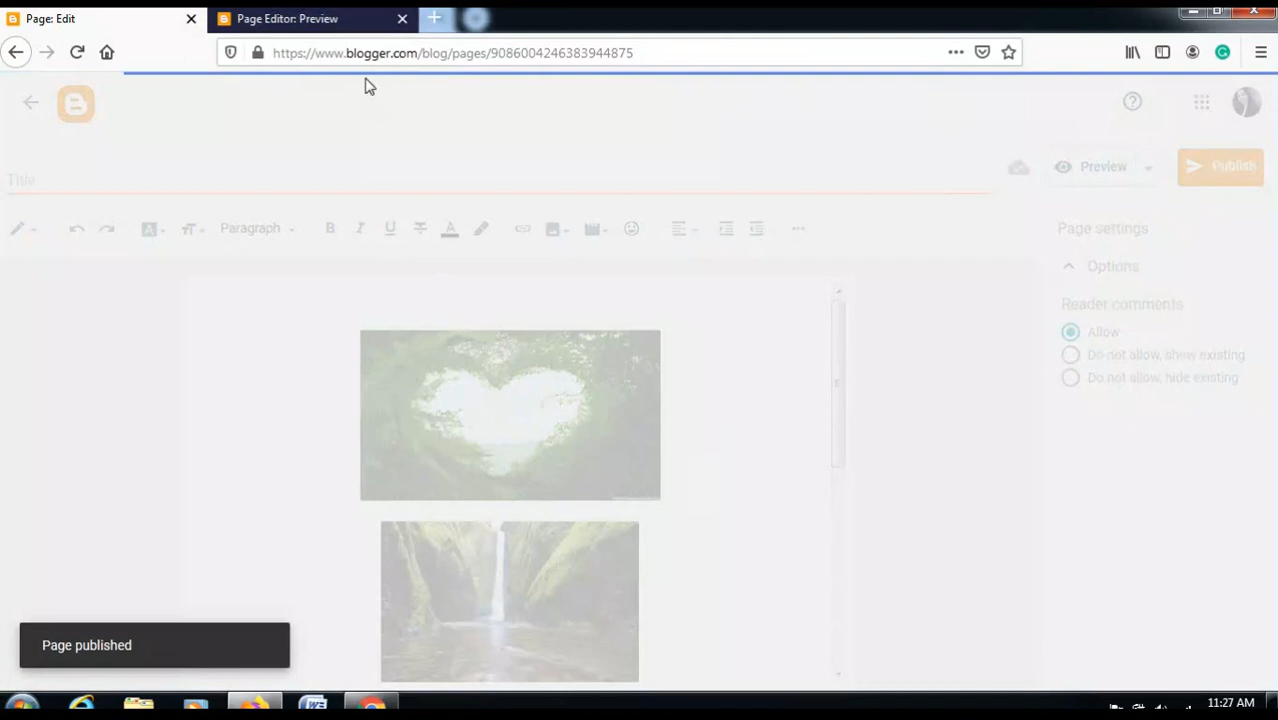 Page: Edit
Page Editor: Preview
https://www.blogger.com/blog/pages/9086004246383944875
Title
Preview
Publish
Paragraph
Page settings
Options
Reader comments
Allow
Do not allow, show existing
Do not allow, hide existing
Page published
11:27 AM